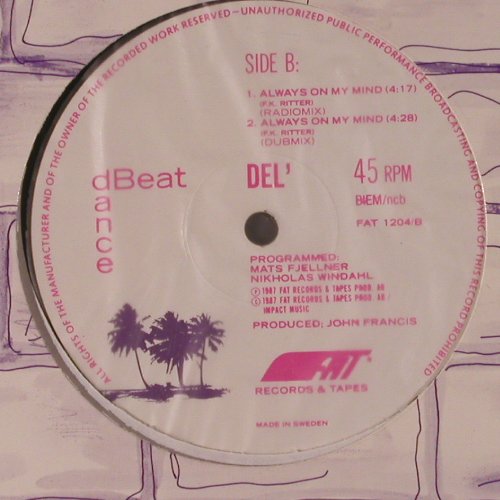 ALL RIGHTS OF THE MANUFACTURER AND OF THE OWNER OF THE RECORDED WORK RESERVED – UNAUTHORIZED PUBLIC PERFORMANCE BROADCASTING AND COPYING OF THIS RECORD PROHIBITED
SIDE B:
1. ALWAYS ON MY MIND (4:17)
(F.K. RITTER)
(RADIOMIX)
2. ALWAYS ON MY MIND (4:28)
(F.K. RITTER)
(DUBMIX)
dBeat
dance
DEL'
45 RPM
BIEM/ncb
FAT 1204/B
PROGRAMMED:
MATS FJELLNER
NIKHOLAS WINDAHL
Ⓟ 1987 FAT RECORDS & TAPES PROD. AB
© 1987 FAT RECORDS & TAPES PROD. AB /
IMPACT MUSIC
PRODUCED: JOHN FRANCIS
FAT
RECORDS & TAPES
MADE IN SWEDEN